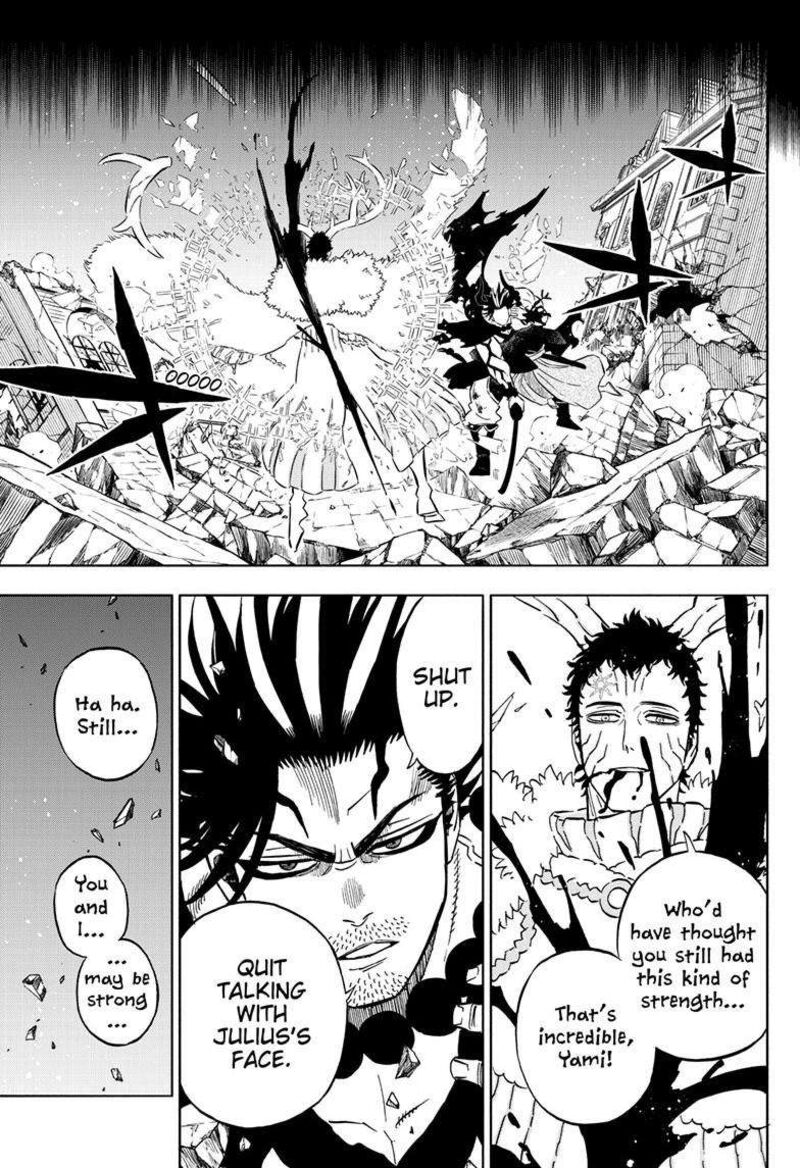 OOOOO
Who'd
have thought
you still had
this kind of
strength...
That's
incredible,
Yami!
SHUT
UP.
QUIT
TALKING
WITH
JULIUS'S
FACE.
Ha ha.
Still...
You
and
I...
...
may be
strong
...